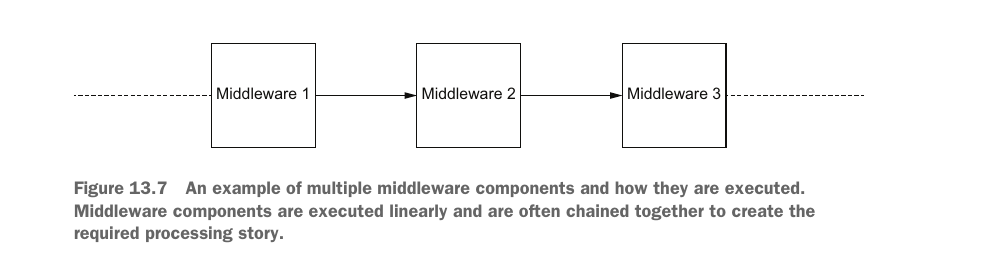 Middleware 1
Middleware 2
Middleware 3
Figure 13.7 An example of multiple middleware components and how they are executed.
Middleware components are executed linearly and are often chained together to create the
required processing story.